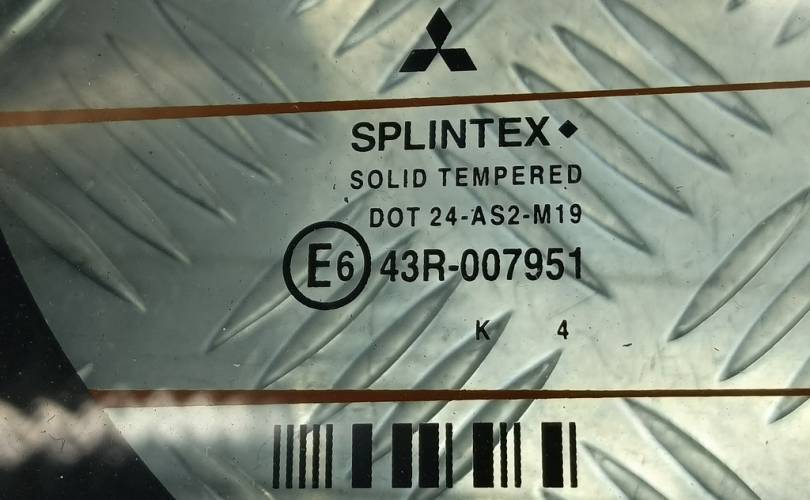 SPLINTEX
SOLID TEMPERED
DOT 24-AS2-M19
E6 43R-007951
K 4